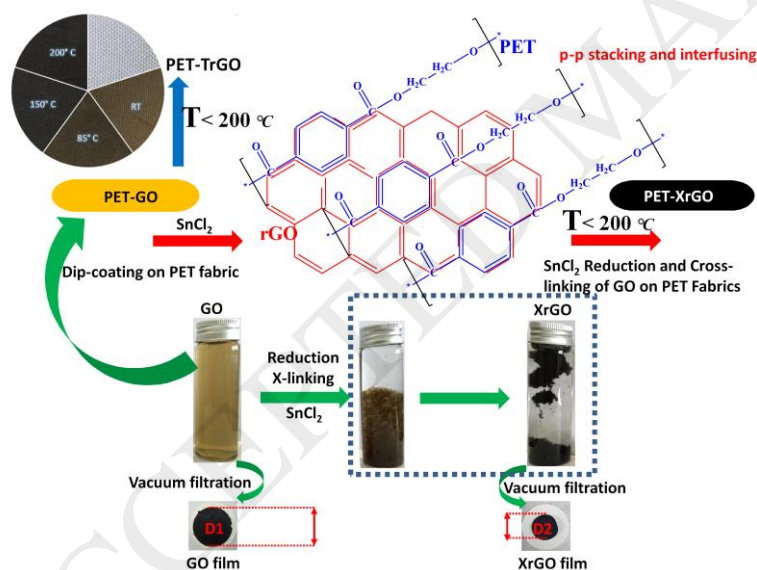 200° C
150° C
85° C
RT
PET-TrGO
T< 200 ℃
PET
p-p stacking and interfusing
O
C
O
H₂C
C
H₂
O
*
PET-GO
SnCl₂
rGO
Dip-coating on PET fabric
PET-XrGO
T< 200 ℃
SnCl₂ Reduction and Cross-
linking of GO on PET Fabrics
GO
XrGO
Reduction
X-linking
SnCl₂
Vacuum filtration
Vacuum filtration
D1
D2
GO film
XrGO film